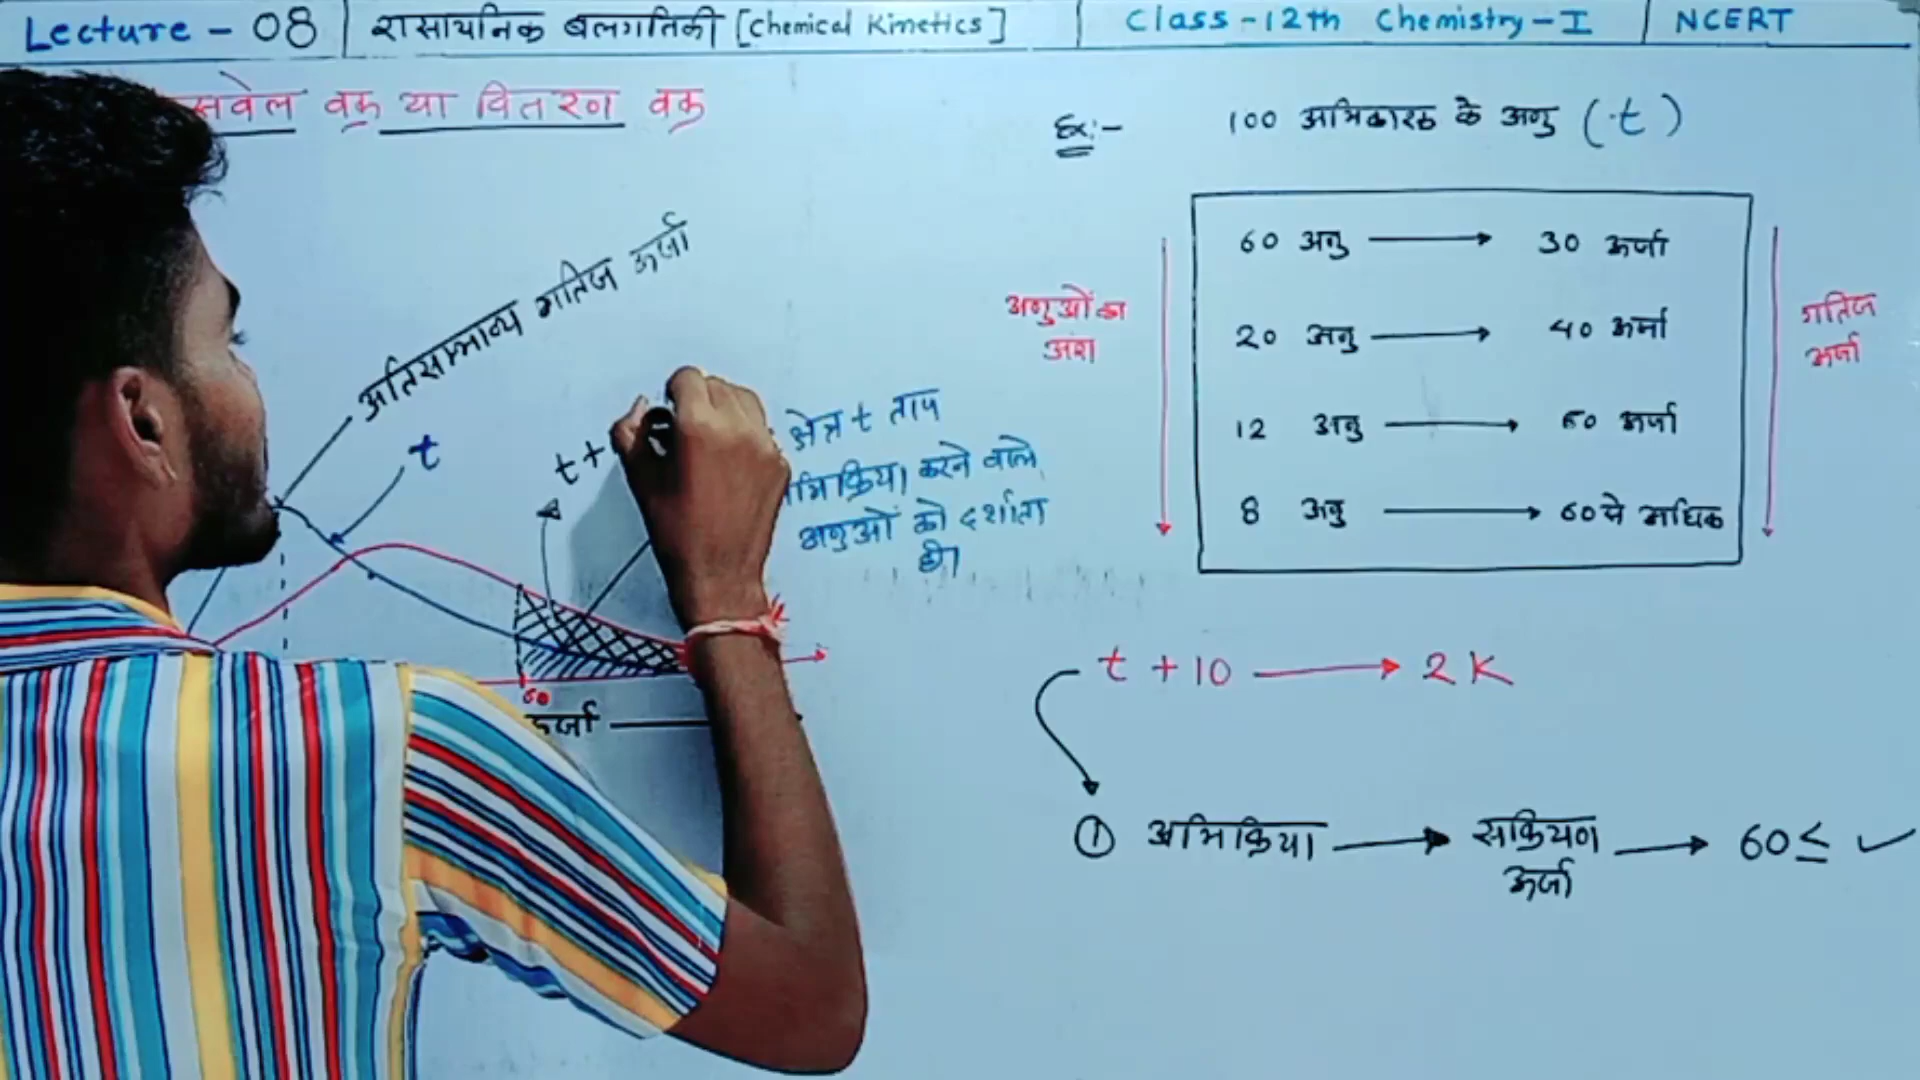 Lecture - 08
रासायनिक बलगतिकी [Chemical Kinetics]
Class - 12th Chemistry - I
NCERT
सवेल वक्र या वितरण वक्र
अतिसम्भाव्य गतिज ऊर्जा
t
t+
क्षेत्र t ताप
भिक्रिया करने वाले
अणुओं को दर्शाता
है।
60
ऊर्जा
Ex:-
100 अभिकारक के अणु (t)
अणुओं का
अंश
60 अणु → 30 ऊर्जा
20 अणु → 40 ऊर्जा
12 अणु → 60 ऊर्जा
8 अणु → 60 से अधिक
गतिज
ऊर्जा
t + 10 → 2K
① अभिक्रिया → सक्रियण → 60 ≤ ✓
ऊर्जा